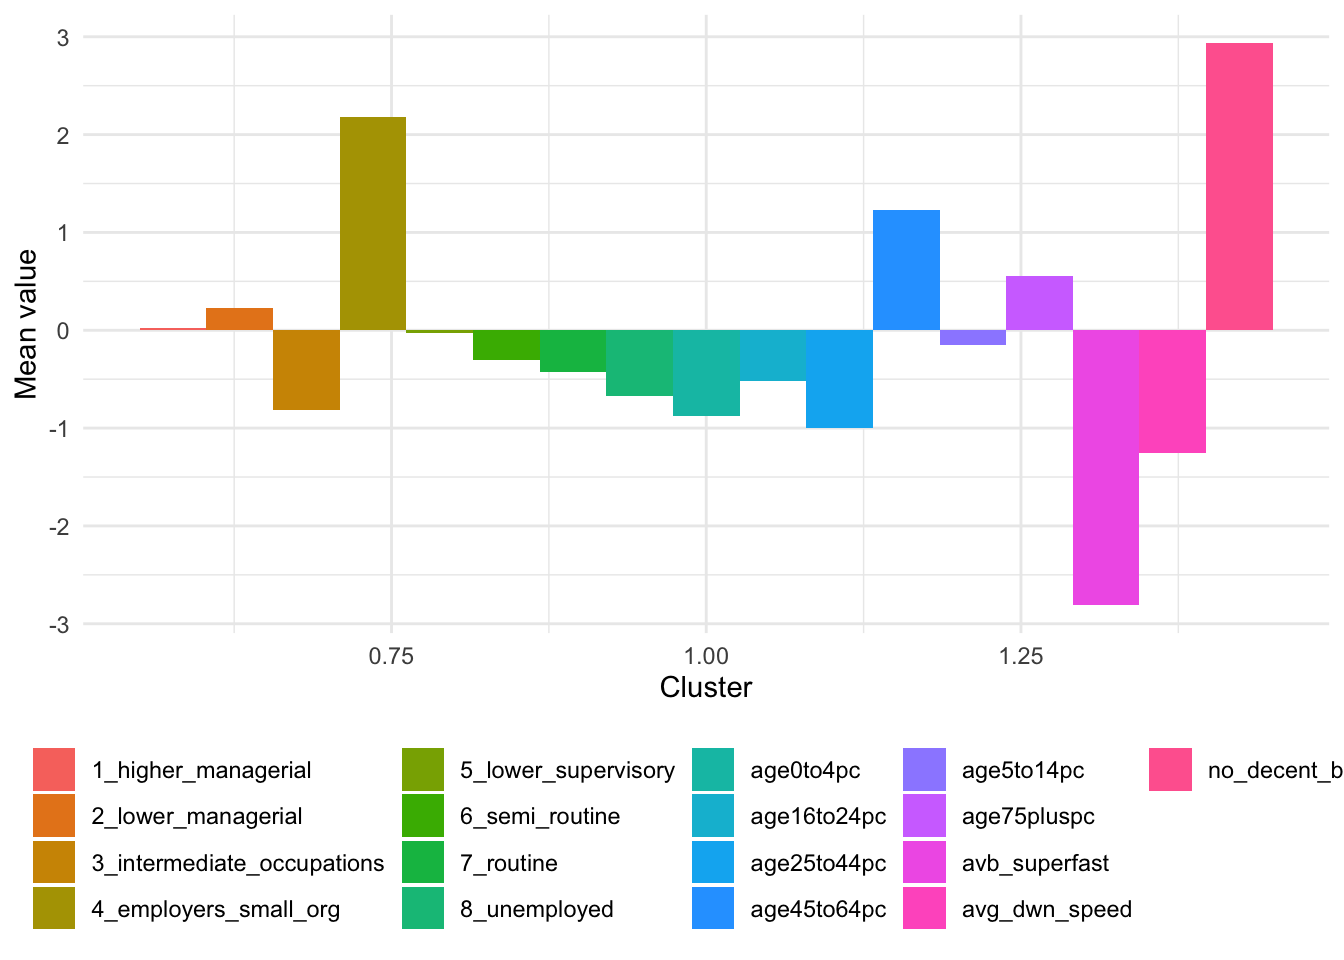 3
2
1
0
-1
-2
-3
Mean value
0.75 1.00 1.25
Cluster
1_higher_managerial 5_lower_supervisory age0to4pc age5to14pc no_decent_b
2_lower_managerial 6_semi_routine age16to24pc age75pluspc
3_intermediate_occupations 7_routine age25to44pc avb_superfast
4_employers_small_org 8_unemployed age45to64pc avg_dwn_speed